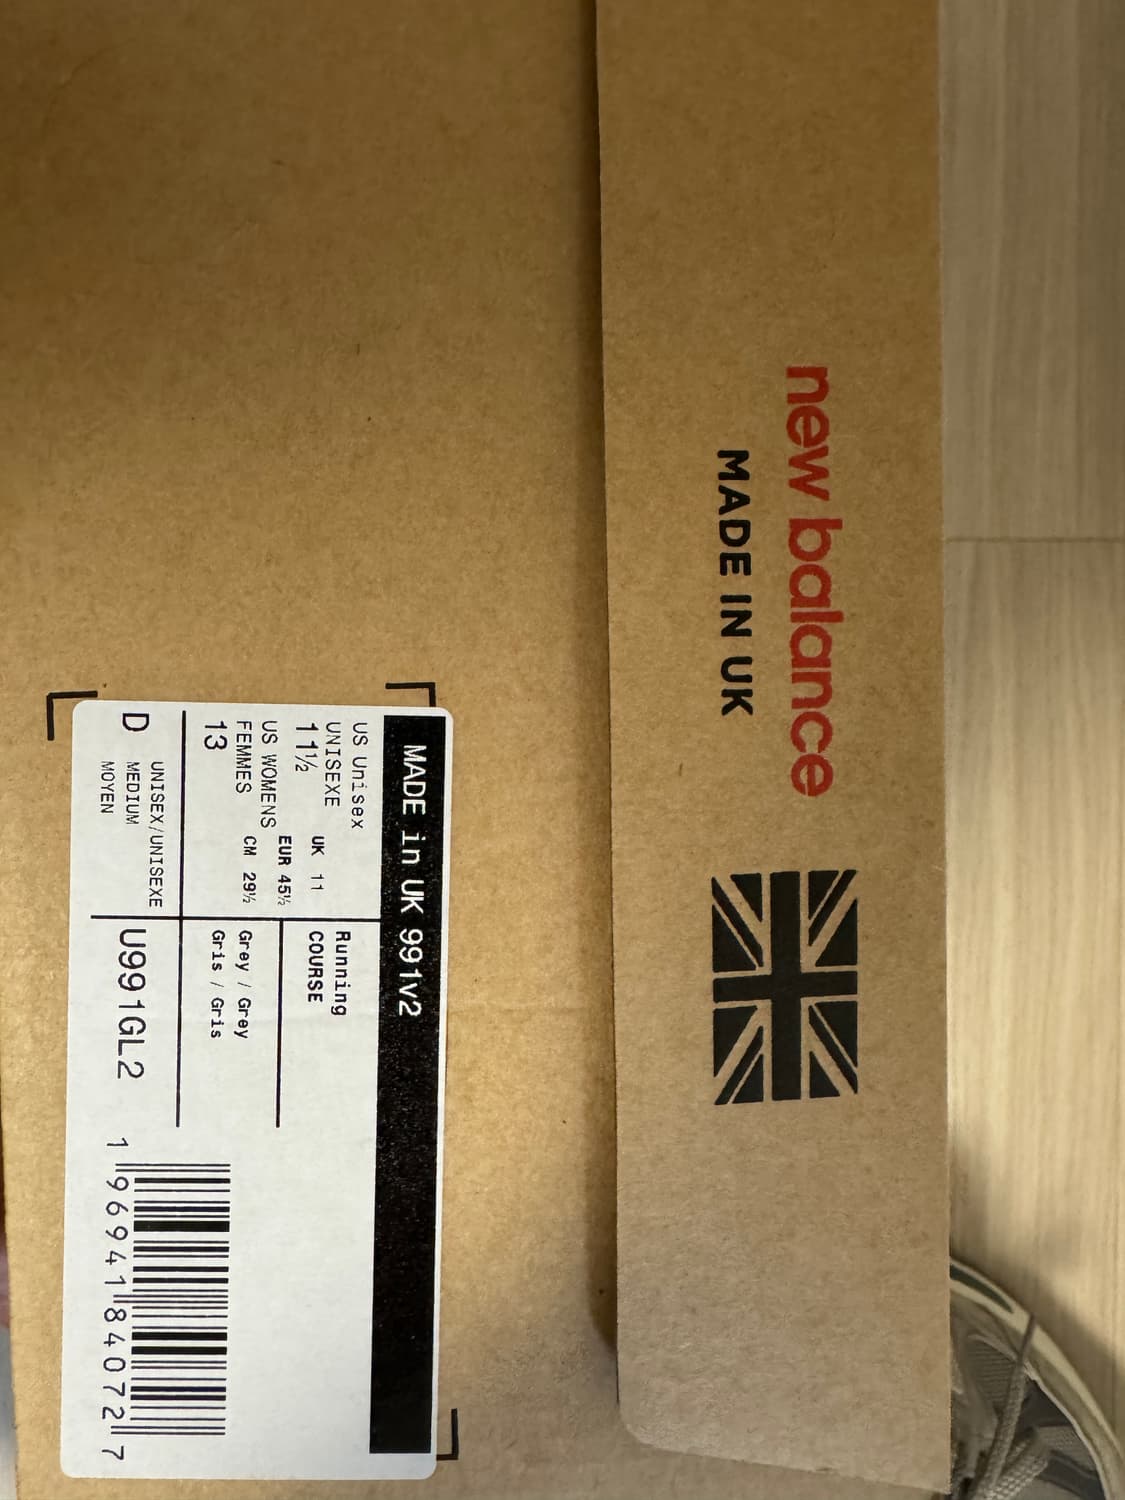 new balance
MADE IN UK
MADE in UK 991v2
US Unisex
UNISEXE
11½
US WOMENS
FEMMES
13
UK 11
EUR 45½
CM 29½
Running
COURSE
Grey / Grey
Gris / Gris
D
UNISEX/UNISEXE
MEDIUM
MOYEN
U991GL2
1 96941 84072 7